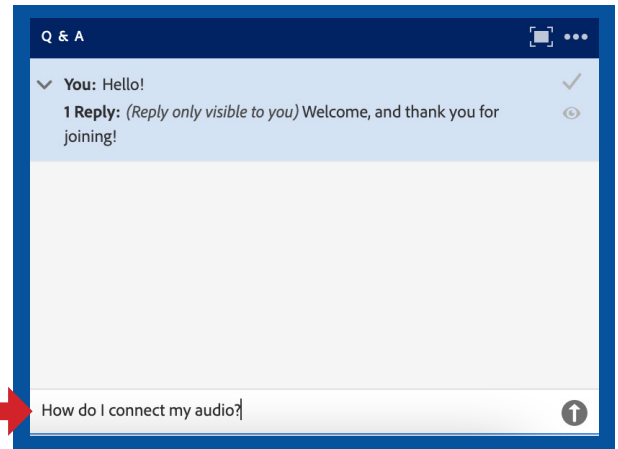 Q & A
You: Hello!
1 Reply: (Reply only visible to you) Welcome, and thank you for
joining!
How do I connect my audio?